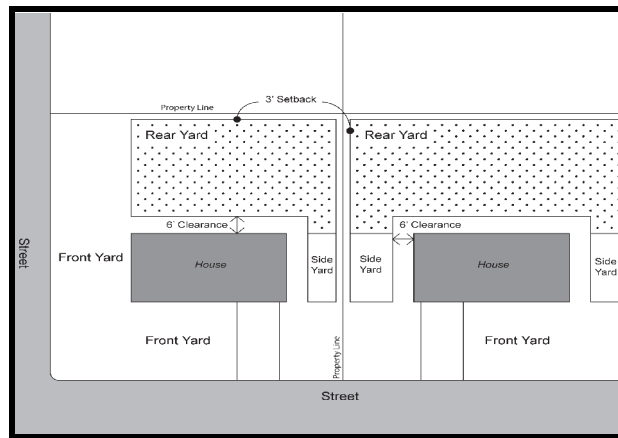 3' Setback
Property Line
Rear Yard
Rear Yard
6' Clearance
6' Clearance
Street
Front Yard
House
Side
Yard
Side
Yard
House
Side
Yard
Front Yard
Property Line
Front Yard
Street